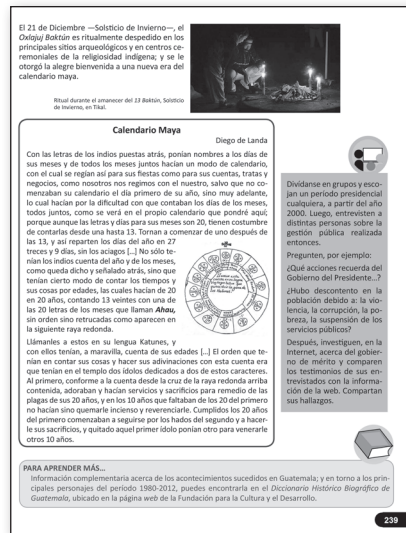 El 21 de Diciembre —Solsticio de Invierno—, el
Oxlajuj Baktún es ritualmente despedido en los
principales sitios arqueológicos y en centros ce-
remoniales de la religiosidad indígena; y se le
otorgó la alegre bienvenida a una nueva era del
calendario maya.
Ritual durante el amanecer del 13 Baktún, Solsticio
de Invierno, en Tikal.
Calendario Maya
Diego de Landa
Con las letras de los indios puestas atrás, ponían nombres a los días de
sus meses y de todos los meses juntos hacían un modo de calendario,
con el cual se regían así para sus fiestas como para sus cuentas, tratas y
negocios, como nosotros nos regimos con el nuestro, salvo que no co-
menzaban su calendario el día primero de su año, sino muy adelante,
lo cual hacían por la dificultad con que contaban los días de los meses,
todos juntos, como se verá en el propio calendario que pondré aquí;
porque aunque las letras y días para sus meses son 20, tienen costumbre
de contarlas desde una hasta 13. Tornan a comenzar de uno después de
las 13, y así reparten los días del año en 27
treces y 9 días, sin los aciagos [...] No sólo te-
nían los indios cuenta del año y de los meses,
como queda dicho y señalado atrás, sino que
tenían cierto modo de contar los tiempos y
sus cosas por edades, las cuales hacían de 20
en 20 años, contando 13 veintes con una de
las 20 letras de los meses que llaman Ahau,
sin orden sino retrucadas como aparecen en
la siguiente raya redonda.
Llámanles a estos en su lengua Katunes, y
con ellos tenían, a maravilla, cuenta de sus edades [...] El orden que te-
nían en contar sus cosas y hacer sus adivinaciones con esta cuenta era
que tenían en el templo dos ídolos dedicados a dos de estos caracteres.
Al primero, conforme a la cuenta desde la cruz de la raya redonda arriba
contenida, adoraban y hacían servicios y sacrificios para remedio de las
plagas de sus 20 años, y en los 10 años que faltaban de los 20 del primero
no hacían sino quemarle incienso y reverenciarle. Cumplidos los 20 años
del primero comenzaban a seguirse por los hados del segundo y a hacer-
le sus sacrificios, y quitado aquel primer ídolo ponían otro para venerarle
otros 10 años.
Divídanse en grupos y esco-
jan un período presidencial
cualquiera, a partir del año
2000. Luego, entrevisten a
distintas personas sobre la
gestión pública realizada
entonces.
Pregunten, por ejemplo:
¿Qué acciones recuerda del
Gobierno del Presidente...?
¿Hubo descontento en la
población debido a: la vio-
lencia, la corrupción, la po-
breza, la suspensión de los
servicios públicos?
Después, investiguen, en la
Internet, acerca del gobier-
no de mérito y comparen
los testimonios de sus en-
trevistados con la informa-
ción de la web. Compartan
sus hallazgos.
PARA APRENDER MÁS...
Información complementaria acerca de los acontecimientos sucedidos en Guatemala; y en torno a los prin-
cipales personajes del período 1980-2012, puedes encontrarla en el Diccionario Histórico Biográfico de
Guatemala, ubicado en la página web de la Fundación para la Cultura y el Desarrollo.
239